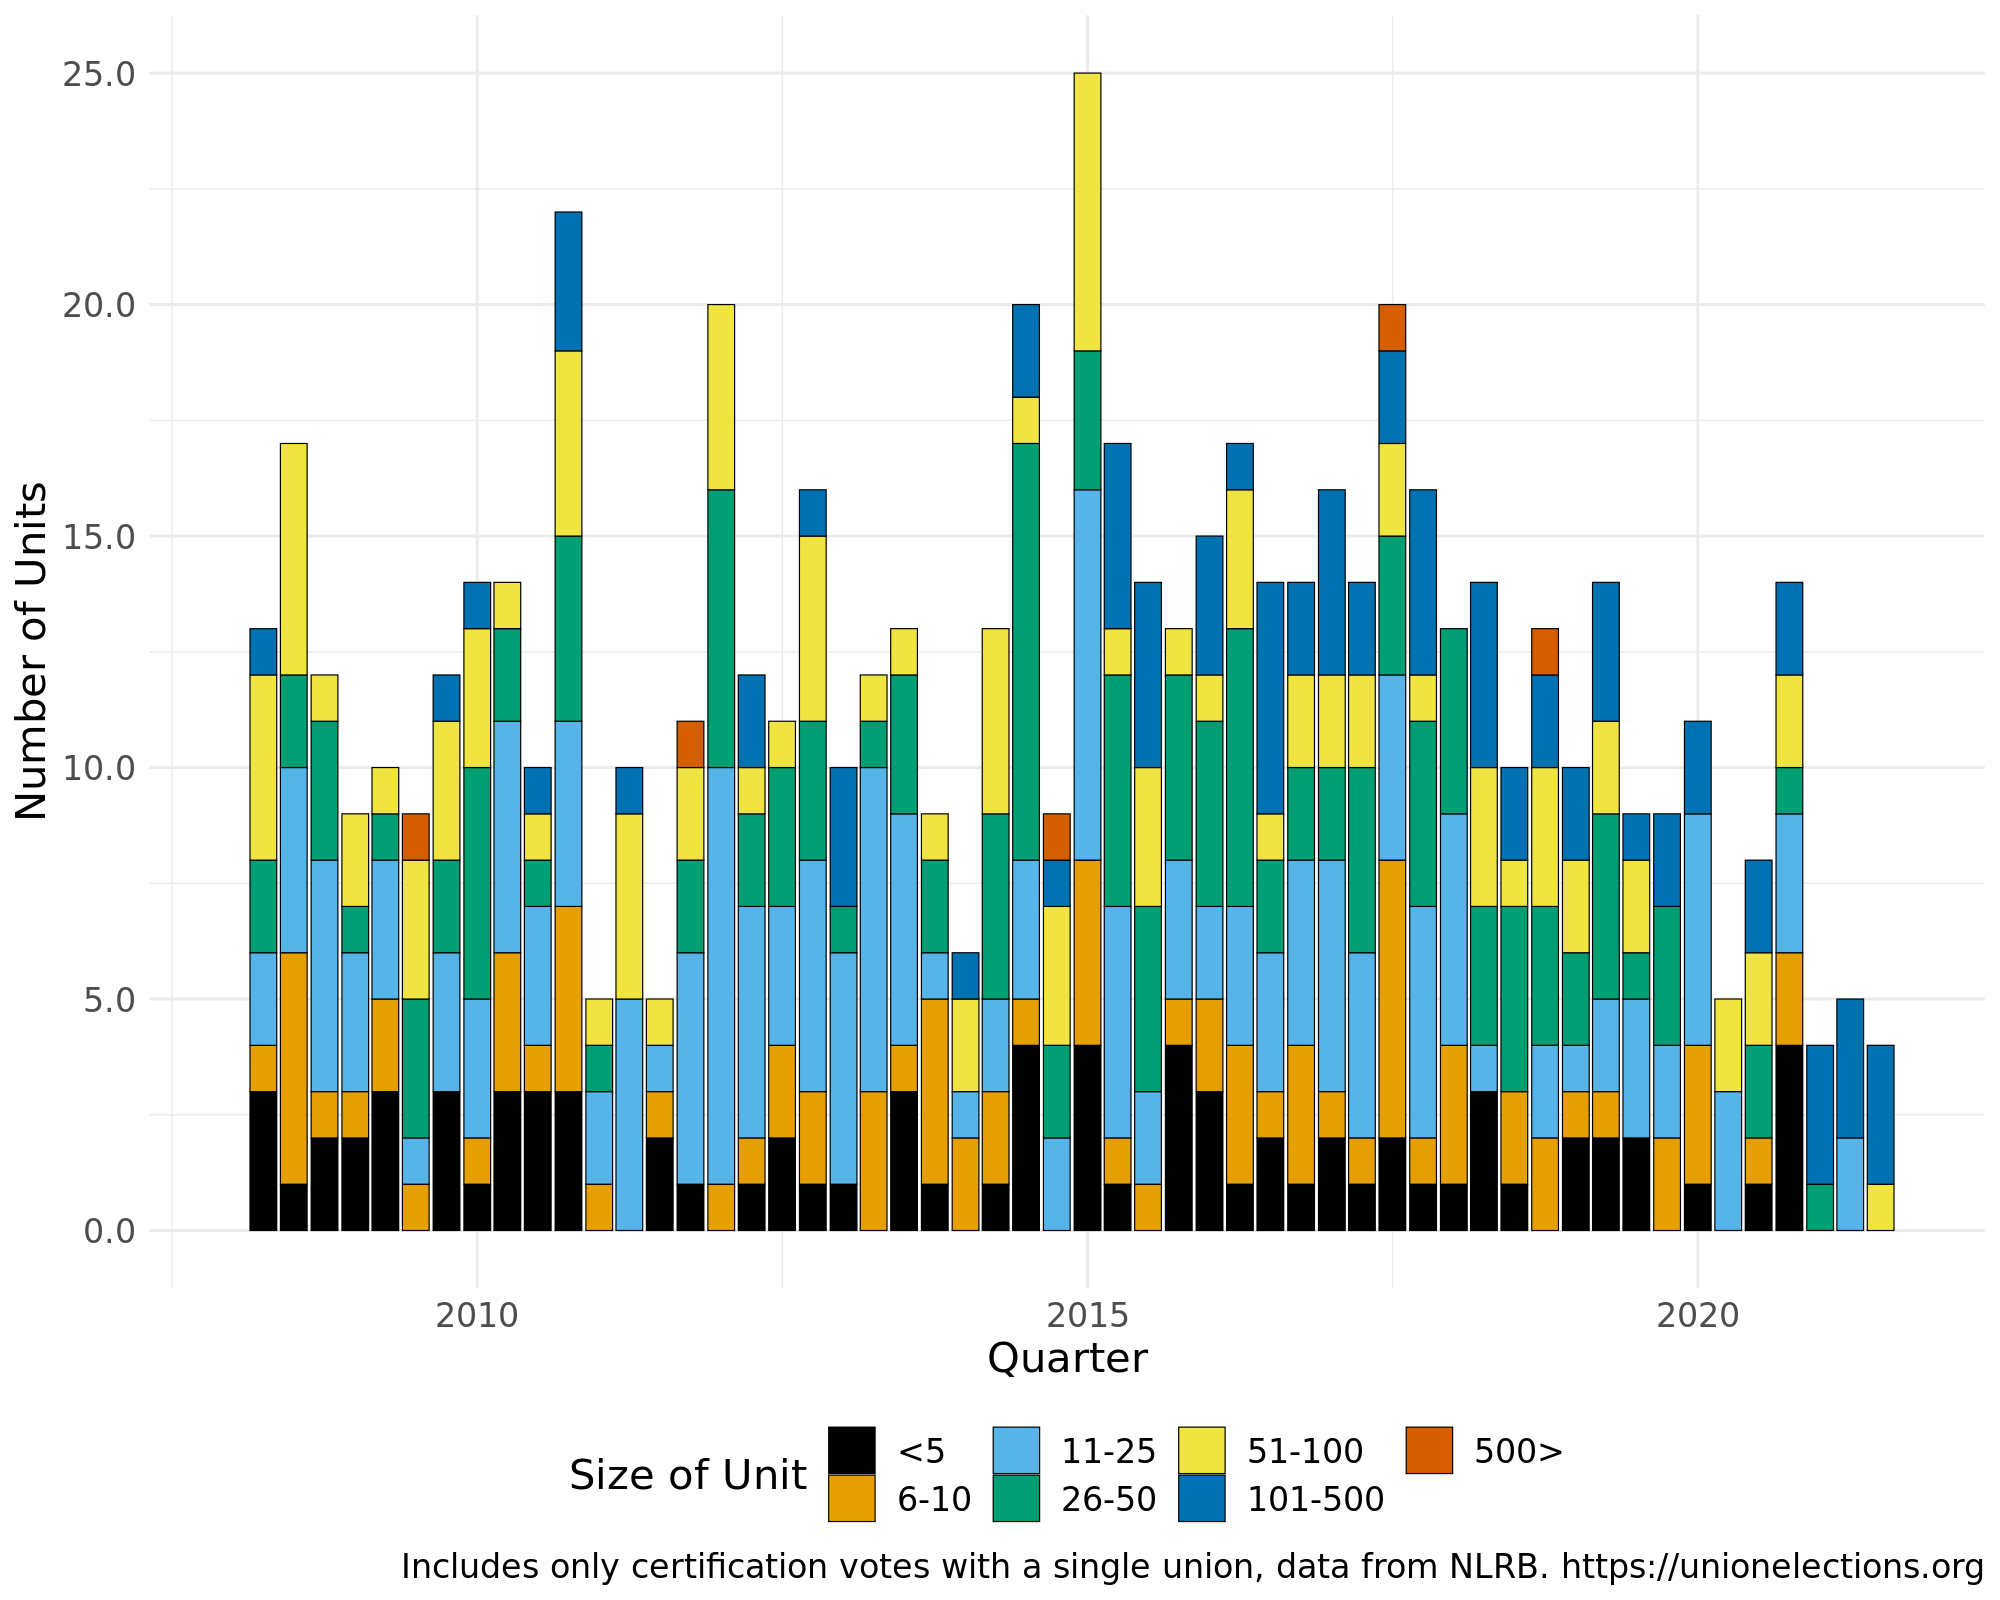 25.0
20.0
15.0
10.0
5.0
0.0
Number of Units
2010 2015 2020
Quarter
Size of Unit
<5 11-25 51-100 500>
6-10 26-50 101-500
Includes only certification votes with a single union, data from NLRB. https://unionelections.org